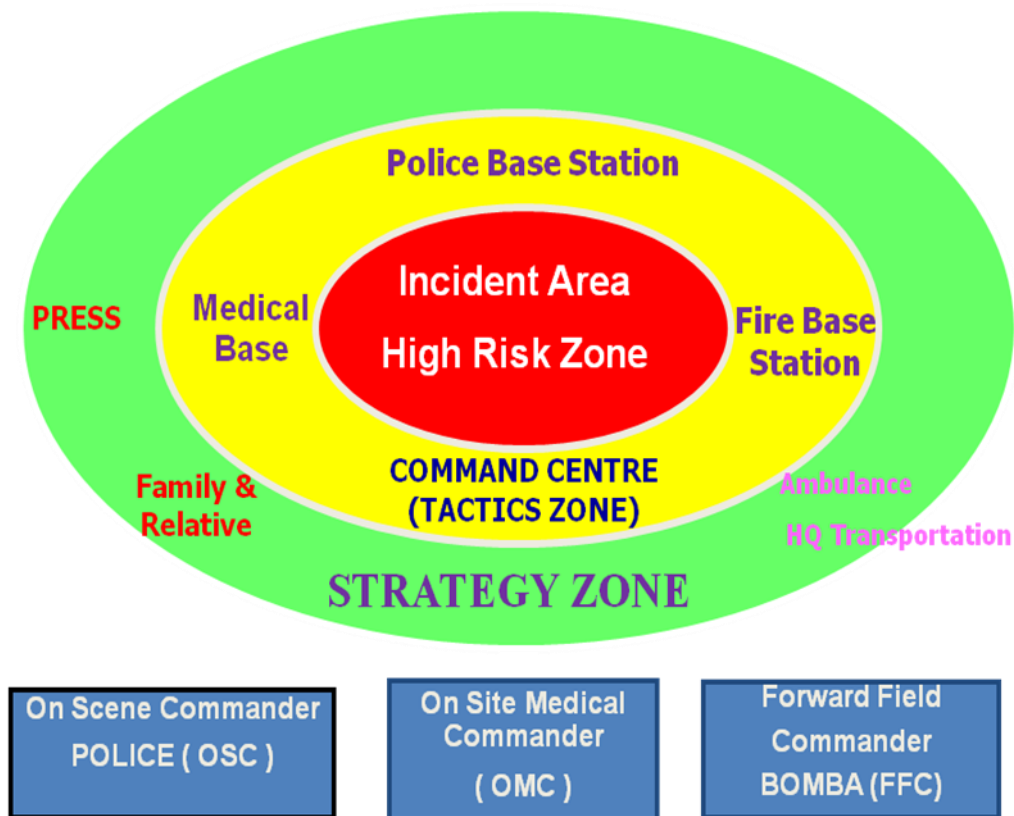 Police Base Station
Incident Area
High Risk Zone
PRESS
Medical
Base
Fire Base
Station
COMMAND CENTRE
(TACTICS ZONE)
Family &
Relative
Ambulance
HQ Transportation
STRATEGY ZONE
On Scene Commander
POLICE ( OSC )
On Site Medical
Commander
( OMC )
Forward Field
Commander
BOMBA (FFC)